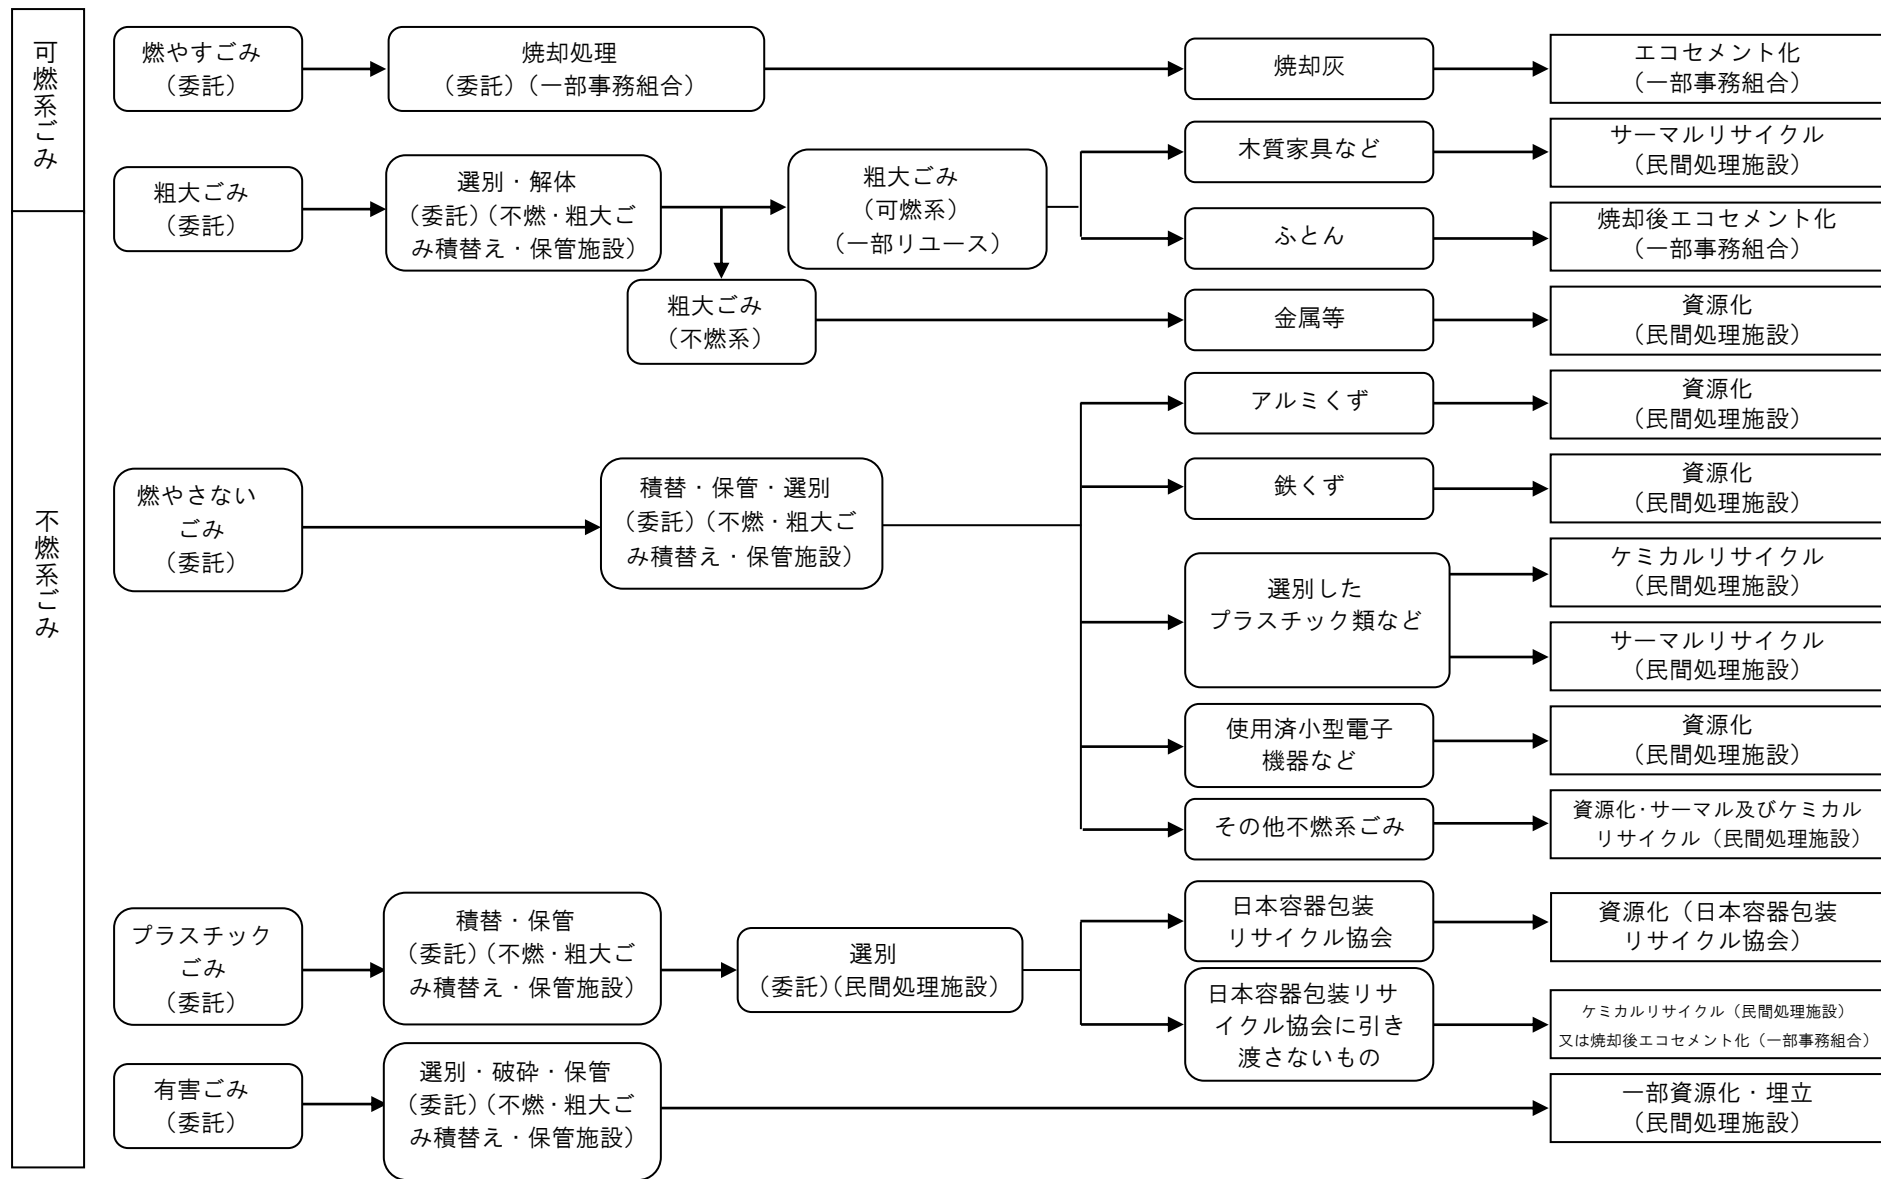 可燃系ごみ
燃やすごみ
（委託）
焼却処理
（委託）（一部事務組合）
焼却灰
エコセメント化
（一部事務組合）
粗大ごみ
（委託）
選別・解体
（委託）（不燃・粗大ご
み積替え・保管施設）
粗大ごみ
（可燃系）
（一部リユース）
木質家具など
サーマルリサイクル
（民間処理施設）
ふとん
焼却後エコセメント化
（一部事務組合）
粗大ごみ
（不燃系）
金属等
資源化
（民間処理施設）
不燃系ごみ
燃やさない
ごみ
（委託）
積替・保管・選別
（委託）（不燃・粗大ご
み積替え・保管施設）
アルミくず
資源化
（民間処理施設）
鉄くず
資源化
（民間処理施設）
選別した
プラスチック類など
ケミカルリサイクル
（民間処理施設）
サーマルリサイクル
（民間処理施設）
使用済小型電子
機器など
資源化
（民間処理施設）
その他不燃系ごみ
資源化・サーマル及びケミカル
リサイクル（民間処理施設）
プラスチック
ごみ
（委託）
積替・保管
（委託）（不燃・粗大ご
み積替え・保管施設）
選別
（委託）（民間処理施設）
日本容器包装
リサイクル協会
資源化（日本容器包装
リサイクル協会）
日本容器包装リサ
イクル協会に引き
渡さないもの
ケミカルリサイクル（民間処理施設）
又は焼却後エコセメント化（一部事務組合）
有害ごみ
（委託）
選別・破砕・保管
（委託）（不燃・粗大ご
み積替え・保管施設）
一部資源化・埋立
（民間処理施設）